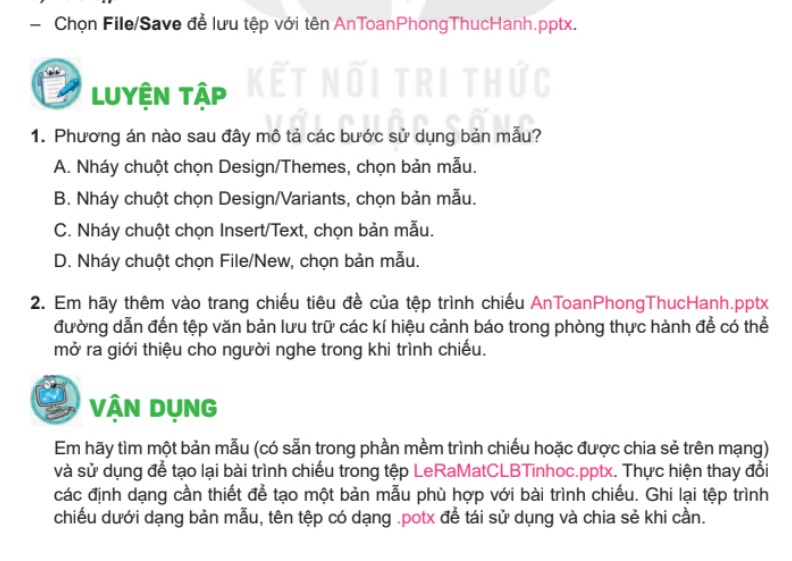 – Chọn File/Save để lưu tệp với tên AnToanPhongThucHanh.pptx.
KẾT NỐI TRI THỨC
VỚI CUỘC SỐNG
LUYỆN TẬP
1. Phương án nào sau đây mô tả các bước sử dụng bản mẫu?
A. Nháy chuột chọn Design/Themes, chọn bản mẫu.
B. Nháy chuột chọn Design/Variants, chọn bản mẫu.
C. Nháy chuột chọn Insert/Text, chọn bản mẫu.
D. Nháy chuột chọn File/New, chọn bản mẫu.
2. Em hãy thêm vào trang chiếu tiêu đề của tệp trình chiếu AnToanPhongThucHanh.pptx
đường dẫn đến tệp văn bản lưu trữ các kí hiệu cảnh báo trong phòng thực hành để có thể
mở ra giới thiệu cho người nghe trong khi trình chiếu.
VẬN DỤNG
Em hãy tìm một bản mẫu (có sẵn trong phần mềm trình chiếu hoặc được chia sẻ trên mạng)
và sử dụng để tạo lại bài trình chiếu trong tệp LeRaMatCLBTinhoc.pptx. Thực hiện thay đổi
các định dạng cần thiết để tạo một bản mẫu phù hợp với bài trình chiếu. Ghi lại tệp trình
chiếu dưới dạng bản mẫu, tên tệp có dạng .potx để tái sử dụng và chia sẻ khi cần.